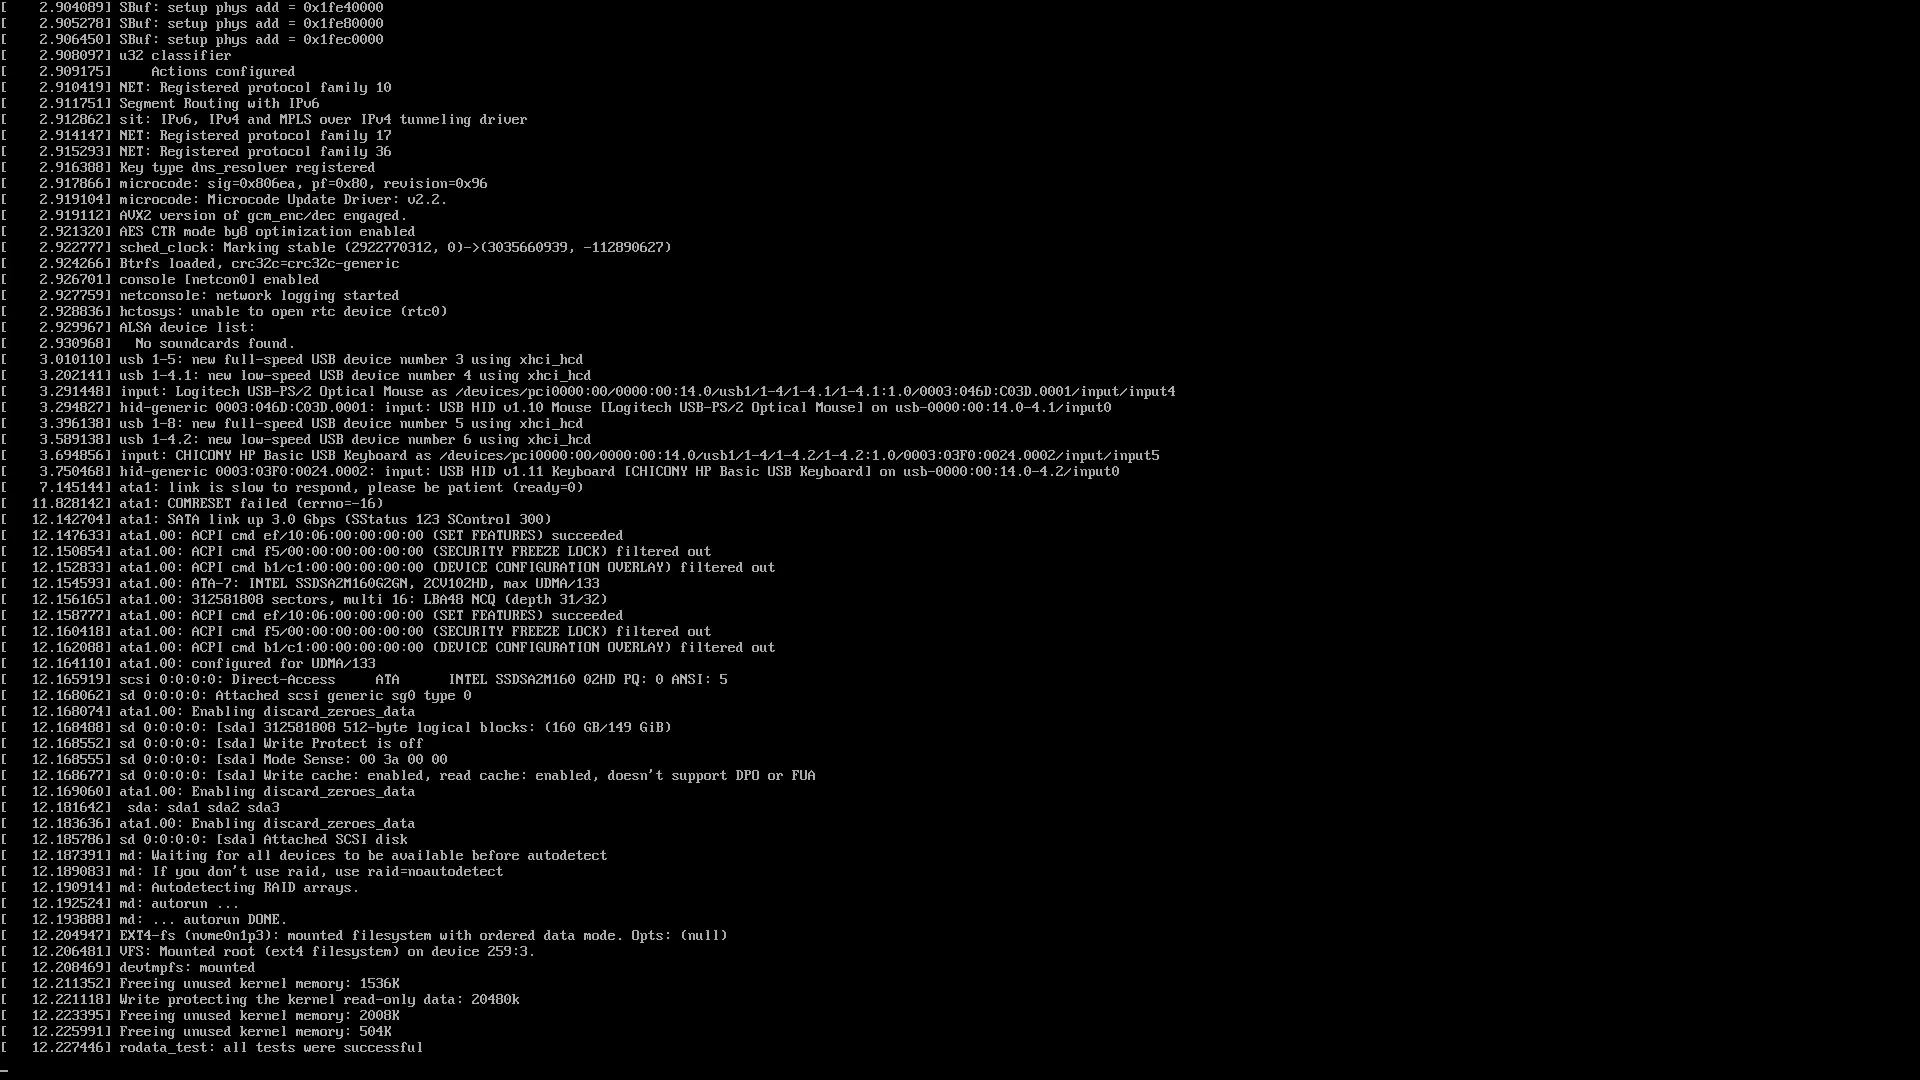 [    2.904089] SBuf: setup phys add = 0x1fe40000
[    2.905278] SBuf: setup phys add = 0x1fe80000
[    2.906450] SBuf: setup phys add = 0x1fec0000
[    2.908097] u32 classifier
[    2.909175]     Actions configured
[    2.910419] NET: Registered protocol family 10
[    2.911751] Segment Routing with IPv6
[    2.912862] sit: IPv6, IPv4 and MPLS over IPv4 tunneling driver
[    2.914147] NET: Registered protocol family 17
[    2.915293] NET: Registered protocol family 36
[    2.916388] Key type dns_resolver registered
[    2.917866] microcode: sig=0x806ea, pf=0x80, revision=0x96
[    2.919104] microcode: Microcode Update Driver: v2.2.
[    2.919112] AVX2 version of gcm_enc/dec engaged.
[    2.921320] AES CTR mode by8 optimization enabled
[    2.922777] sched_clock: Marking stable (2922770312, 0)->(3035660939, -112890627)
[    2.924266] Btrfs loaded, crc32c=crc32c-generic
[    2.926701] console [netcon0] enabled
[    2.927759] netconsole: network logging started
[    2.928836] hctosys: unable to open rtc device (rtc0)
[    2.929967] ALSA device list:
[    2.930968]   No soundcards found.
[    3.010110] usb 1-5: new full-speed USB device number 3 using xhci_hcd
[    3.202141] usb 1-4.1: new low-speed USB device number 4 using xhci_hcd
[    3.291448] input: Logitech USB-PS/2 Optical Mouse as /devices/pci0000:00/0000:00:14.0/usb1/1-4/1-4.1/1-4.1:1.0/0003:046D:C03D.0001/input/input4
[    3.294827] hid-generic 0003:046D:C03D.0001: input: USB HID v1.10 Mouse [Logitech USB-PS/2 Optical Mouse] on usb-0000:00:14.0-4.1/input0
[    3.396138] usb 1-8: new full-speed USB device number 5 using xhci_hcd
[    3.589138] usb 1-4.2: new low-speed USB device number 6 using xhci_hcd
[    3.694856] input: CHICONY HP Basic USB Keyboard as /devices/pci0000:00/0000:00:14.0/usb1/1-4/1-4.2/1-4.2:1.0/0003:03F0:0024.0002/input/input5
[    3.750468] hid-generic 0003:03F0:0024.0002: input: USB HID v1.11 Keyboard [CHICONY HP Basic USB Keyboard] on usb-0000:00:14.0-4.2/input0
[    7.145144] ata1: link is slow to respond, please be patient (ready=0)
[   11.828142] ata1: COMRESET failed (errno=-16)
[   12.142704] ata1: SATA link up 3.0 Gbps (SStatus 123 SControl 300)
[   12.147633] ata1.00: ACPI cmd ef/10:06:00:00:00:00 (SET FEATURES) succeeded
[   12.150854] ata1.00: ACPI cmd f5/00:00:00:00:00:00 (SECURITY FREEZE LOCK) filtered out
[   12.152833] ata1.00: ACPI cmd b1/c1:00:00:00:00:00 (DEVICE CONFIGURATION OVERLAY) filtered out
[   12.154593] ata1.00: ATA-7: INTEL SSDSA2M160G2GN, 2CV102HD, max UDMA/133
[   12.156165] ata1.00: 312581808 sectors, multi 16: LBA48 NCQ (depth 31/32)
[   12.158777] ata1.00: ACPI cmd ef/10:06:00:00:00:00 (SET FEATURES) succeeded
[   12.160418] ata1.00: ACPI cmd f5/00:00:00:00:00:00 (SECURITY FREEZE LOCK) filtered out
[   12.162088] ata1.00: ACPI cmd b1/c1:00:00:00:00:00 (DEVICE CONFIGURATION OVERLAY) filtered out
[   12.164110] ata1.00: configured for UDMA/133
[   12.165919] scsi 0:0:0:0: Direct-Access     ATA      INTEL SSDSA2M160 02HD PQ: 0 ANSI: 5
[   12.168062] sd 0:0:0:0: Attached scsi generic sg0 type 0
[   12.168074] ata1.00: Enabling discard_zeroes_data
[   12.168488] sd 0:0:0:0: [sda] 312581808 512-byte logical blocks: (160 GB/149 GiB)
[   12.168552] sd 0:0:0:0: [sda] Write Protect is off
[   12.168555] sd 0:0:0:0: [sda] Mode Sense: 00 3a 00 00
[   12.168677] sd 0:0:0:0: [sda] Write cache: enabled, read cache: enabled, doesn't support DPO or FUA
[   12.169060] ata1.00: Enabling discard_zeroes_data
[   12.181642]  sda: sda1 sda2 sda3
[   12.183636] ata1.00: Enabling discard_zeroes_data
[   12.185786] sd 0:0:0:0: [sda] Attached SCSI disk
[   12.187391] md: Waiting for all devices to be available before autodetect
[   12.189083] md: If you don't use raid, use raid=noautodetect
[   12.190914] md: Autodetecting RAID arrays.
[   12.192524] md: autorun ...
[   12.193888] md: ... autorun DONE.
[   12.204947] EXT4-fs (nvme0n1p3): mounted filesystem with ordered data mode. Opts: (null)
[   12.206481] VFS: Mounted root (ext4 filesystem) on device 259:3.
[   12.208469] devtmpfs: mounted
[   12.211352] Freeing unused kernel memory: 1536K
[   12.221118] Write protecting the kernel read-only data: 20480k
[   12.223395] Freeing unused kernel memory: 2008K
[   12.225991] Freeing unused kernel memory: 504K
[   12.227446] rodata_test: all tests were successful